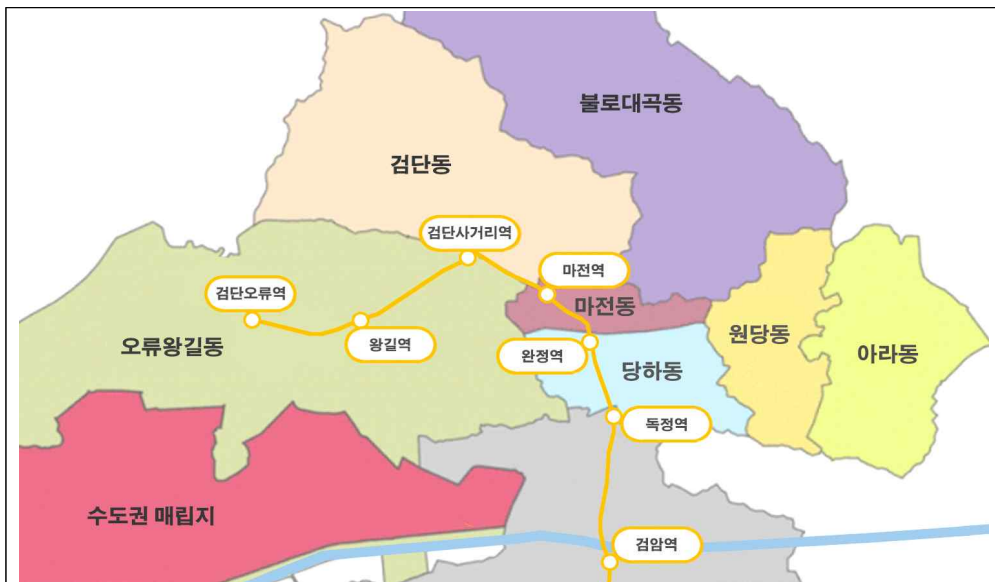 불로대곡동
검단동
검단사거리역
마전역
검단오류역
마전동
원당동
왕길역
완정역
오류왕길동
아라동
당하동
독정역
수도권 매립지
검암역